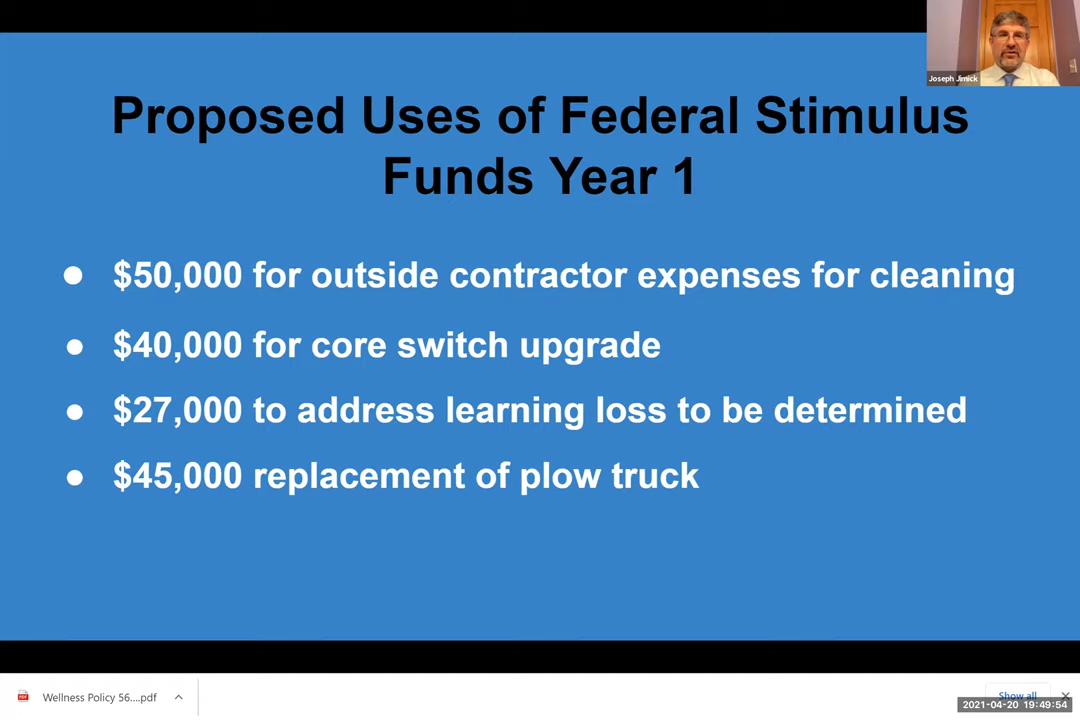 Joseph Jimick
Proposed Uses of Federal Stimulus
Funds Year 1
● $50,000 for outside contractor expenses for cleaning
● $40,000 for core switch upgrade
● $27,000 to address learning loss to be determined
● $45,000 replacement of plow truck
PDF
Wellness Policy 56....pdf
Show all
2021-04-20 19:49:54